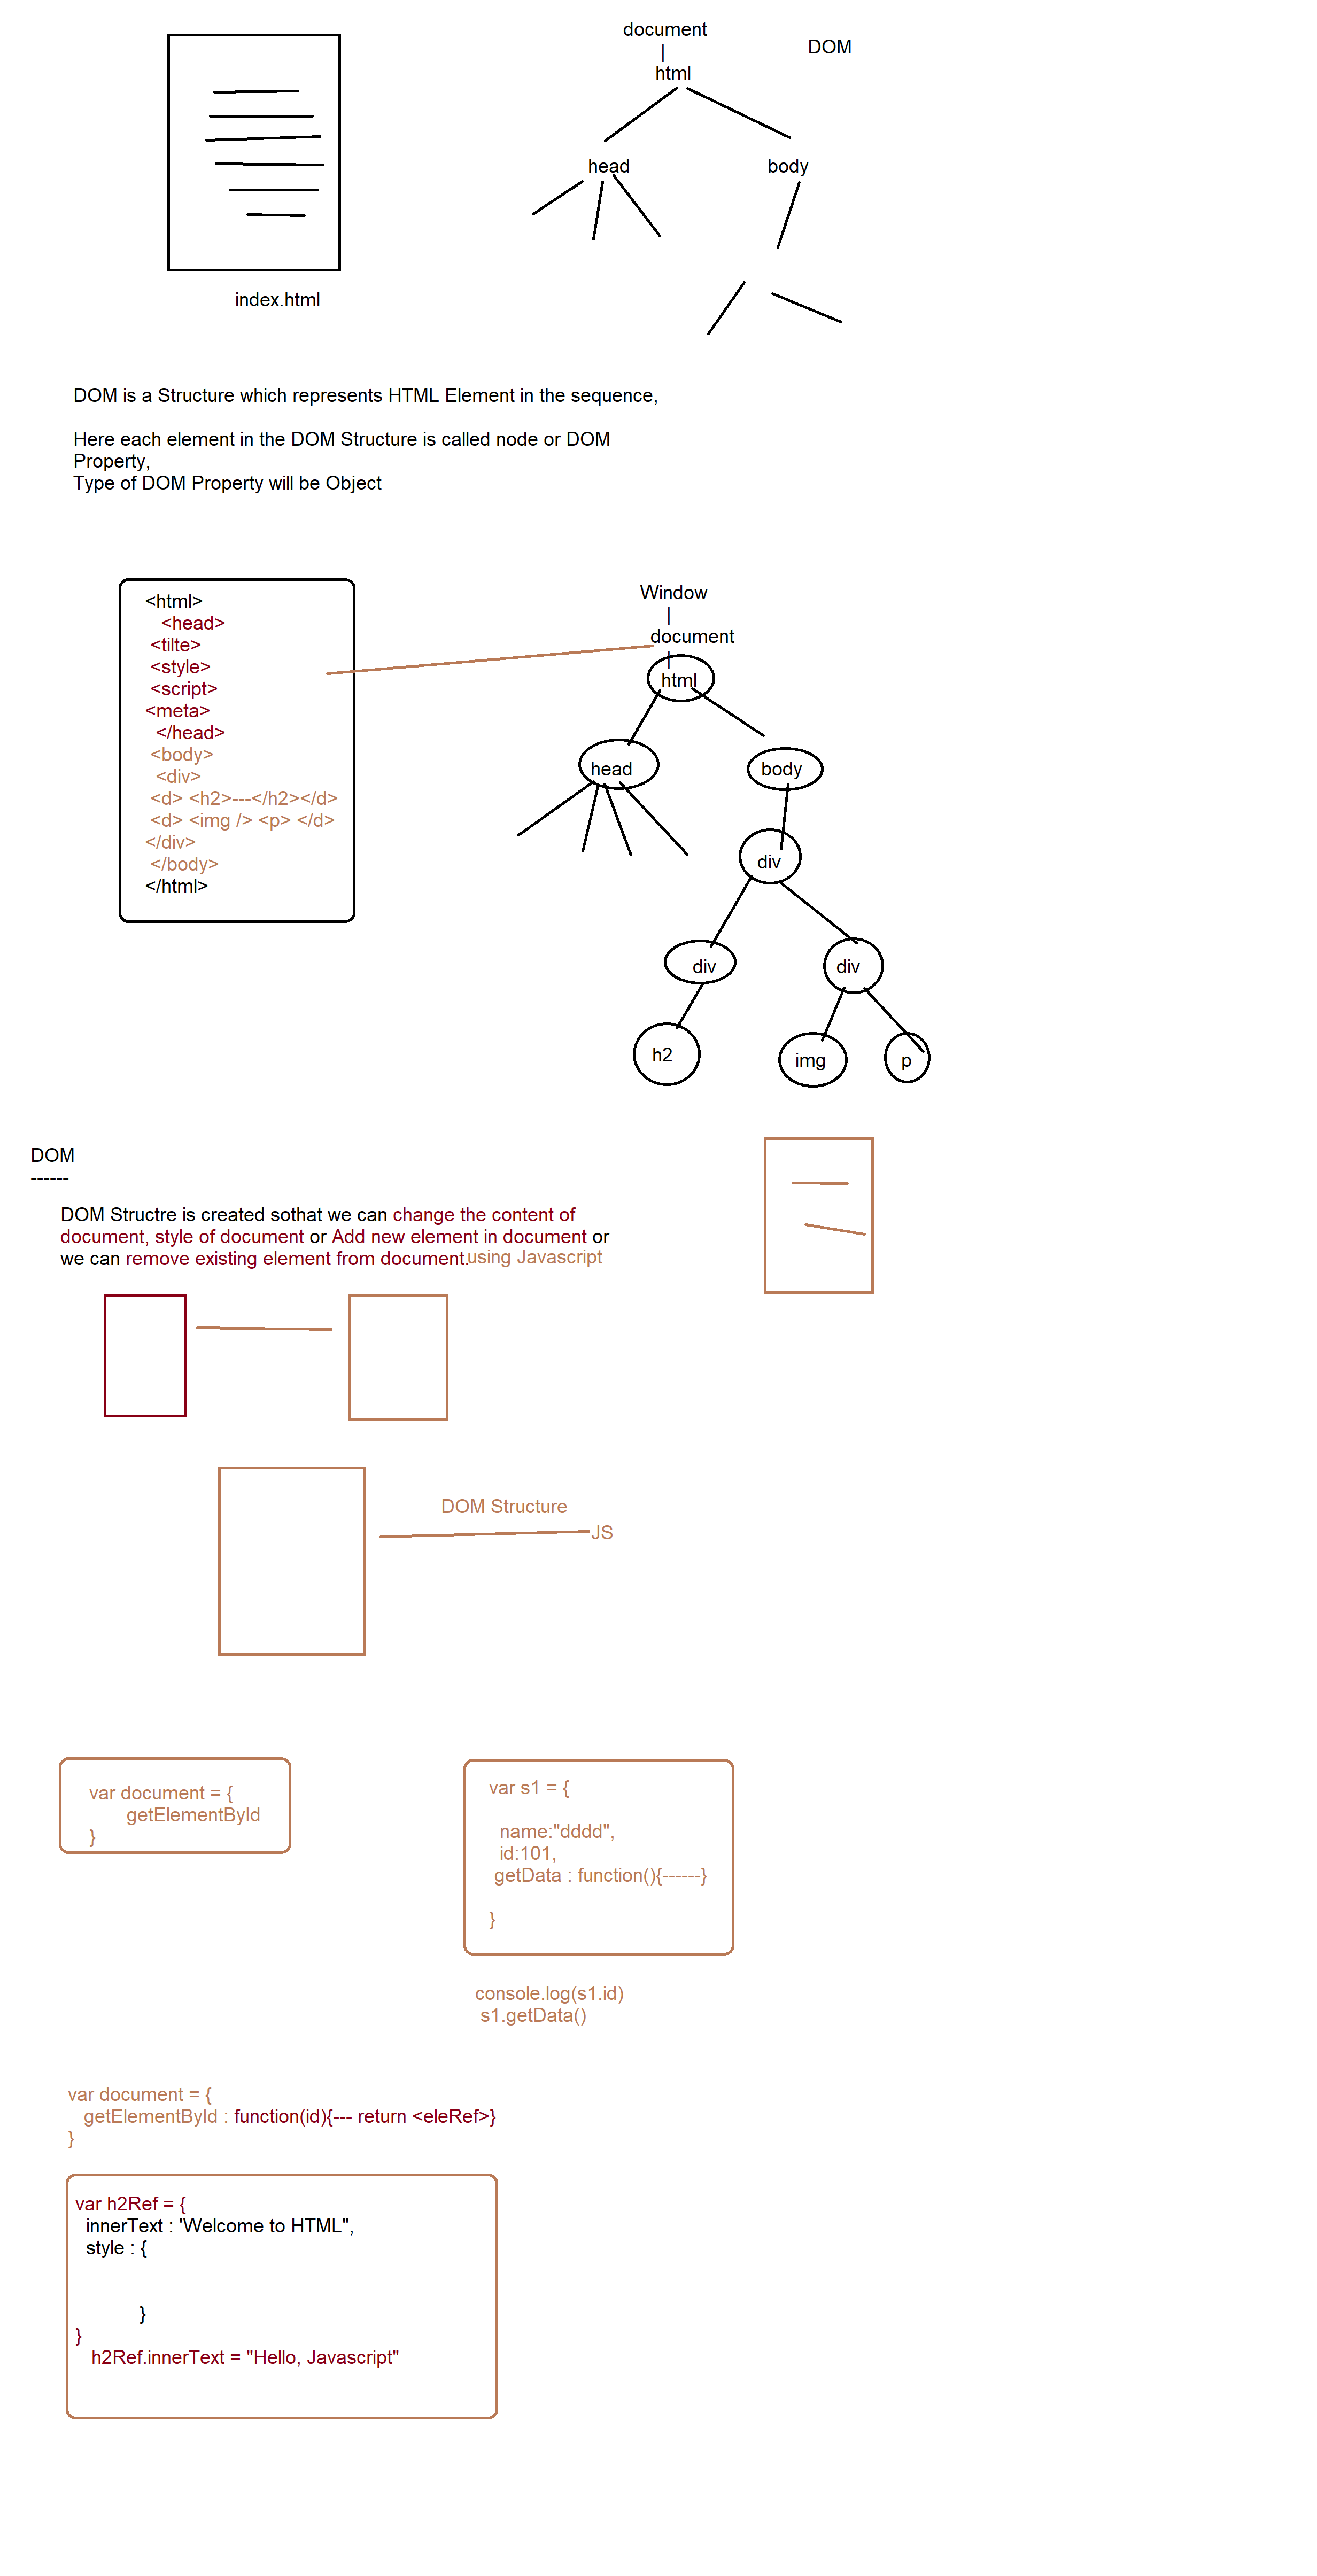 document
|
html
DOM
head
body
index.html
DOM is a Structure which represents HTML Element in the sequence,
Here each element in the DOM Structure is called node or DOM
Property,
Type of DOM Property will be Object
<html>
<head>
<tilte>
<style>
<script>
<meta>
</head>
<body>
<div>
<d> <h2>---</h2></d>
<d> <img /> <p> </d>
</div>
</body>
</html>
Window
|
document
|
html
head
body
div
div
div
h2
img
p
DOM
------
DOM Structre is created sothat we can change the content of
document, style of document or Add new element in document or
we can remove existing element from document.using Javascript
DOM Structure
JS
var document = {
getElementById
}
var s1 = {
name:"dddd",
id:101,
getData : function(){------}
}
console.log(s1.id)
s1.getData()
var document = {
getElementById : function(id){--- return <eleRef>}
}
var h2Ref = {
innerText : 'Welcome to HTML",
style : {
}
}
h2Ref.innerText = "Hello, Javascript"